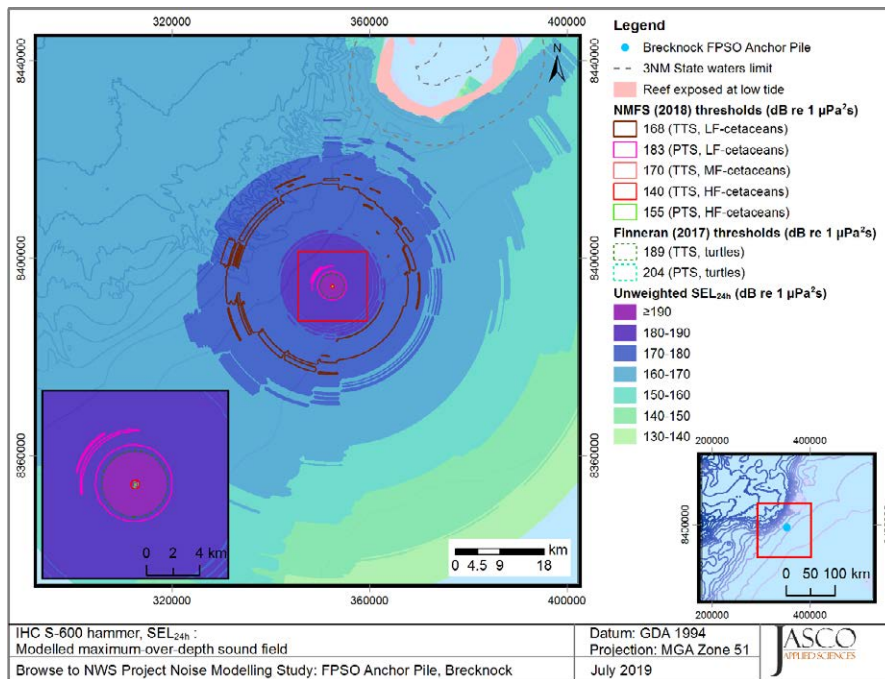 320000 360000 400000
8440000
8400000
8360000
N
0 2 4 km
km
0 4.5 9 18
320000 360000 400000
Legend
Brecknock FPSO Anchor Pile
3NM State waters limit
Reef exposed at low tide
NMFS (2018) thresholds (dB re 1 µPa²s)
168 (TTS, LF-cetaceans)
183 (PTS, LF-cetaceans)
170 (TTS, MF-cetaceans)
140 (TTS, HF-cetaceans)
155 (PTS, HF-cetaceans)
Finneran (2017) thresholds (dB re 1 µPa²s)
189 (TTS, turtles)
204 (PTS, turtles)
Unweighted SEL24h (dB re 1 µPa²s)
≥190
180-190
170-180
160-170
150-160
140-150
130-140
200000 400000
8400000
0 50 100 km
200000 400000
IHC S-600 hammer, SEL24h :
Modelled maximum-over-depth sound field
Browse to NWS Project Noise Modelling Study: FPSO Anchor Pile, Brecknock
Datum: GDA 1994
Projection: MGA Zone 51
July 2019
JASCO
APPLIED SCIENCES